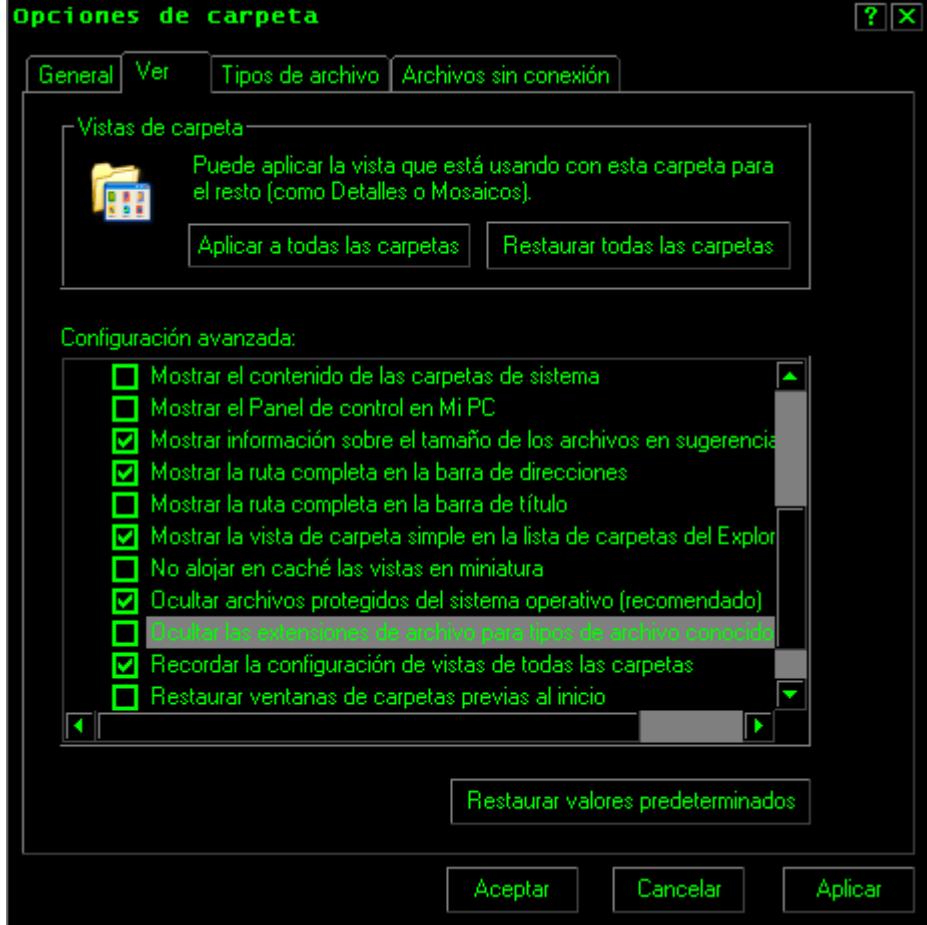 Opciones de carpeta
General Ver Tipos de archivo Archivos sin conexión
Vistas de carpeta
Puede aplicar la vista que está usando con esta carpeta para
el resto (como Detalles o Mosaicos).
Aplicar a todas las carpetas Restaurar todas las carpetas
Configuración avanzada:
Mostrar el contenido de las carpetas de sistema
Mostrar el Panel de control en Mi PC
Mostrar información sobre el tamaño de los archivos en sugerencia
Mostrar la ruta completa en la barra de direcciones
Mostrar la ruta completa en la barra de título
Mostrar la vista de carpeta simple en la lista de carpetas del Explor
No alojar en caché las vistas en miniatura
Ocultar archivos protegidos del sistema operativo (recomendado)
Ocultar las extensiones de archivo para tipos de archivo conocido
Recordar la configuración de vistas de todas las carpetas
Restaurar ventanas de carpetas previas al inicio
Restaurar valores predeterminados
Aceptar Cancelar Aplicar